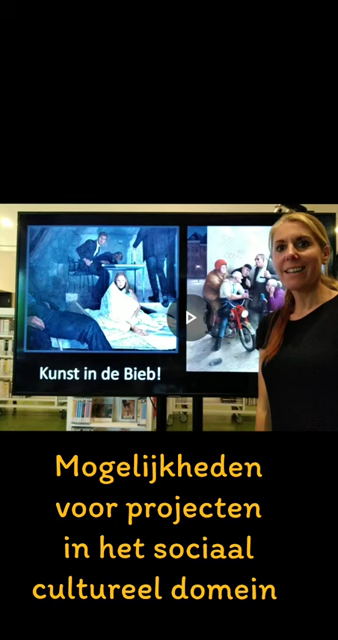 Kunst in de Bieb!
Mogelijkheden
voor projecten
in het sociaal
cultureel domein